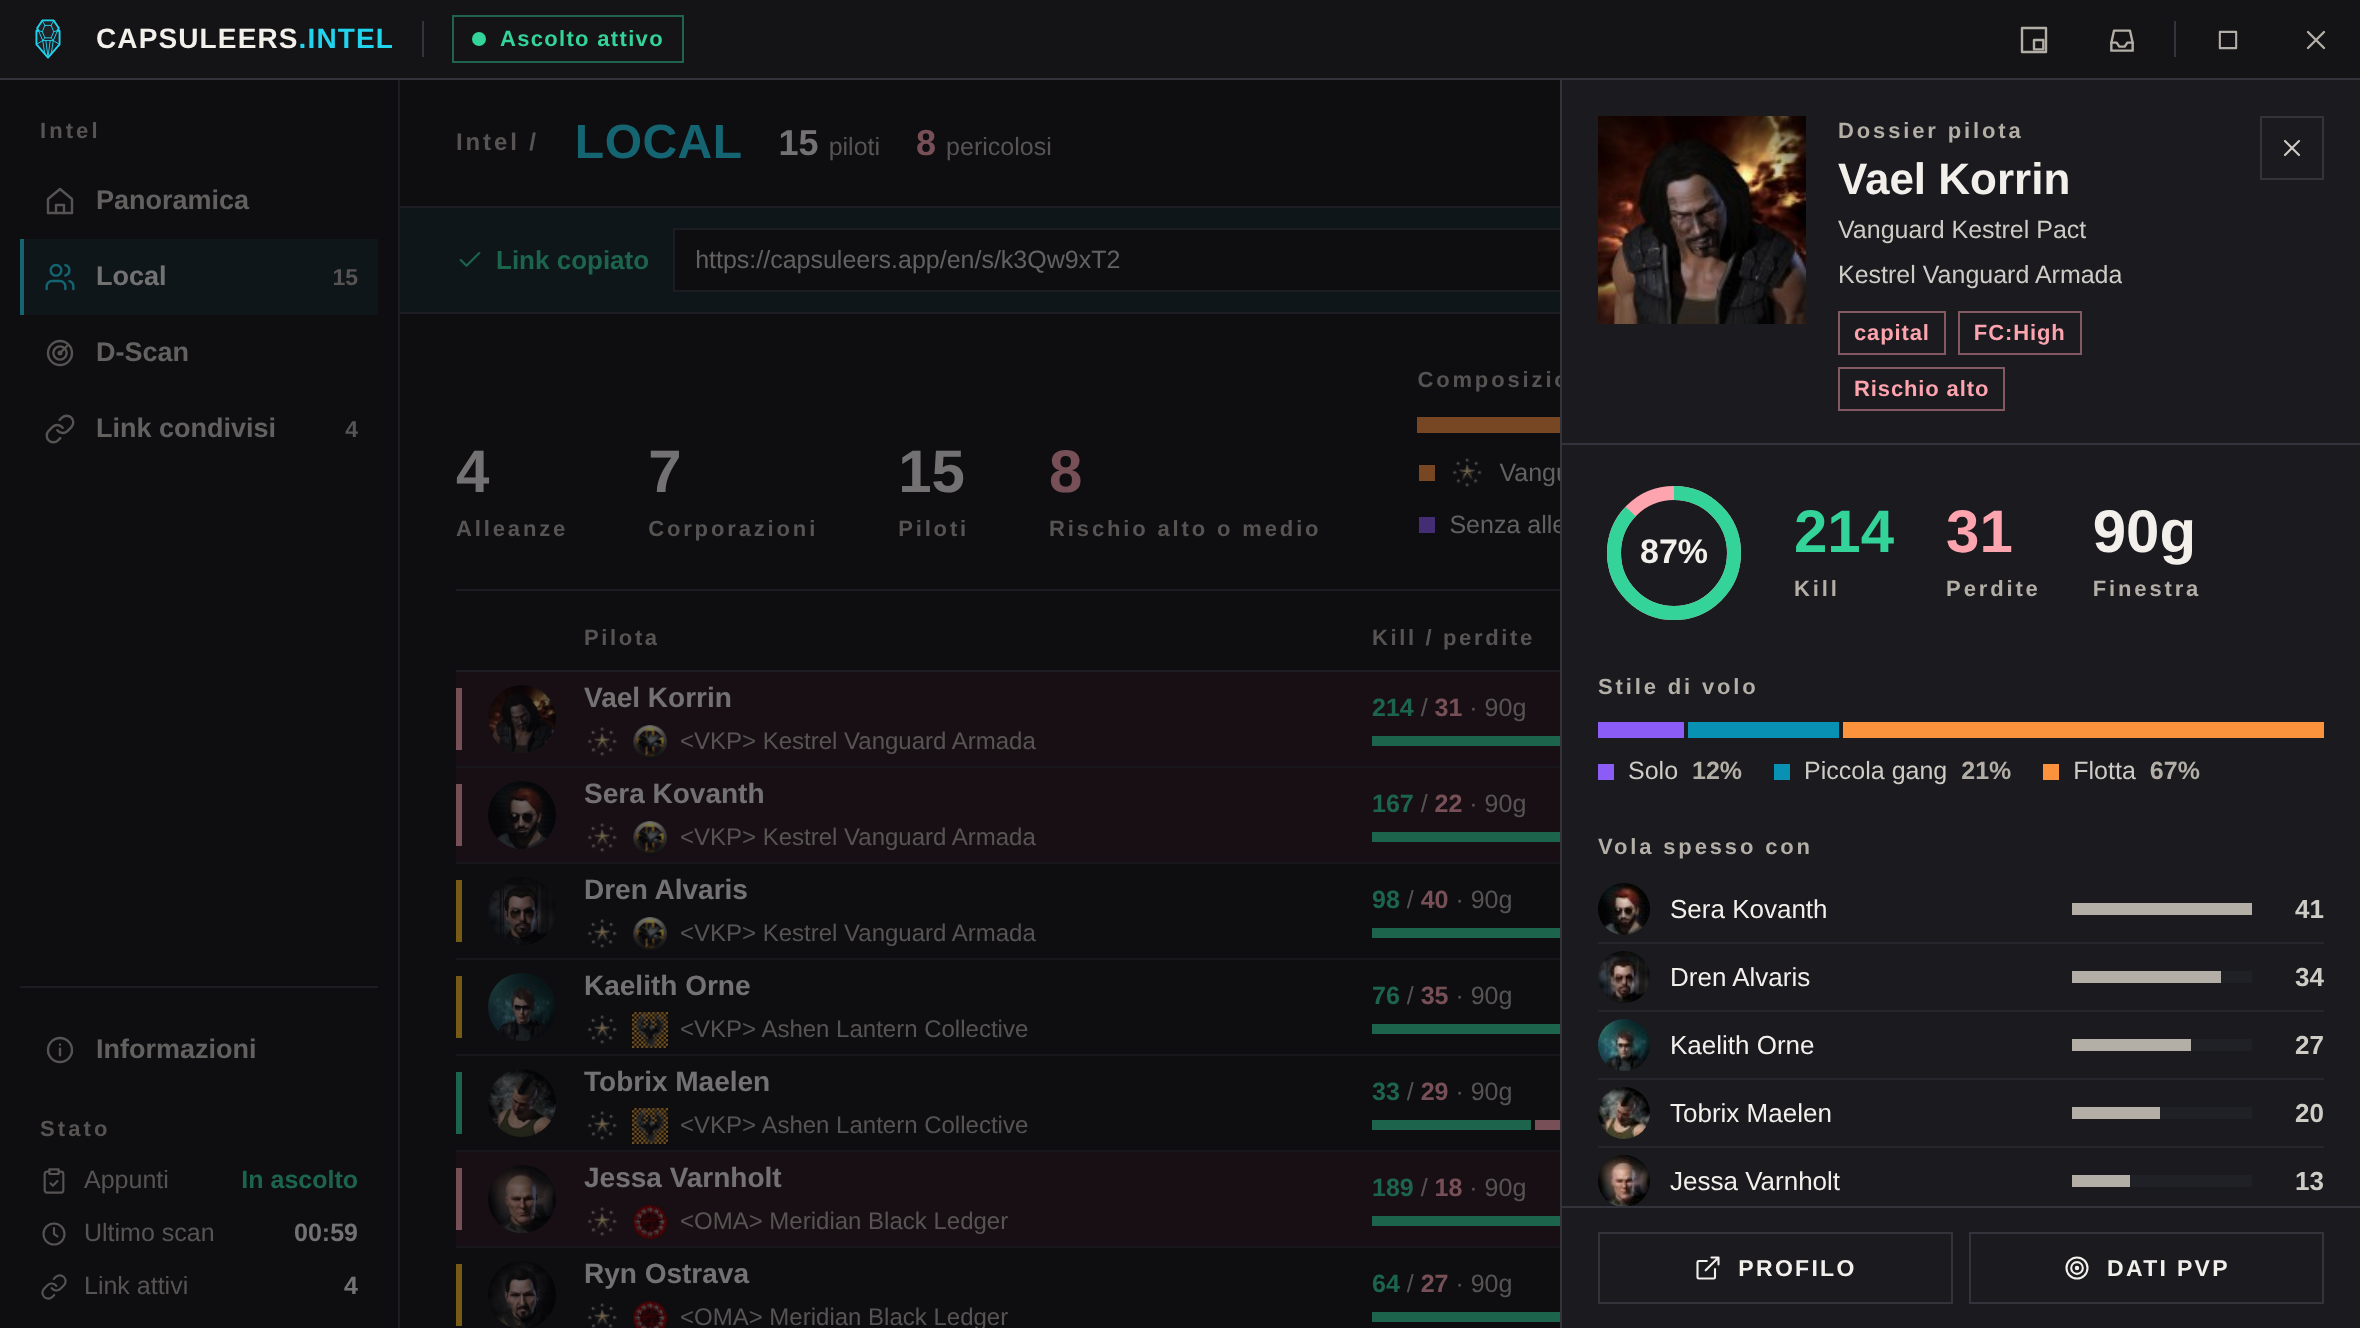 CAPSULEERS.INTEL
Ascolto attivo
Intel
Panoramica
Local 15
D-Scan
Link condivisi 4
Informazioni
Stato
Appunti In ascolto
Ultimo scan 00:59
Link attivi 4
Intel / LOCAL 15 piloti 8 pericolosi
Link copiato https://capsuleers.app/en/s/k3Qw9xT2
4 Alleanze
7 Corporazioni
15 Piloti
8 Rischio alto o medio
Pilota Kill / perdite
Vael Korrin
<VKP> Kestrel Vanguard Armada
214 / 31 · 90g
Sera Kovanth
<VKP> Kestrel Vanguard Armada
167 / 22 · 90g
Dren Alvaris
<VKP> Kestrel Vanguard Armada
98 / 40 · 90g
Kaelith Orne
<VKP> Ashen Lantern Collective
76 / 35 · 90g
Tobrix Maelen
<VKP> Ashen Lantern Collective
33 / 29 · 90g
Jessa Varnholt
<OMA> Meridian Black Ledger
189 / 18 · 90g
Ryn Ostrava
<OMA> Meridian Black Ledger
64 / 27 · 90g
Dossier pilota
Vael Korrin
Vanguard Kestrel Pact
Kestrel Vanguard Armada
capital FC:High
Rischio alto
87%
214 Kill
31 Perdite
90g Finestra
Stile di volo
Solo 12% Piccola gang 21% Flotta 67%
Vola spesso con
Sera Kovanth 41
Dren Alvaris 34
Kaelith Orne 27
Tobrix Maelen 20
Jessa Varnholt 13
PROFILO DATI PVP